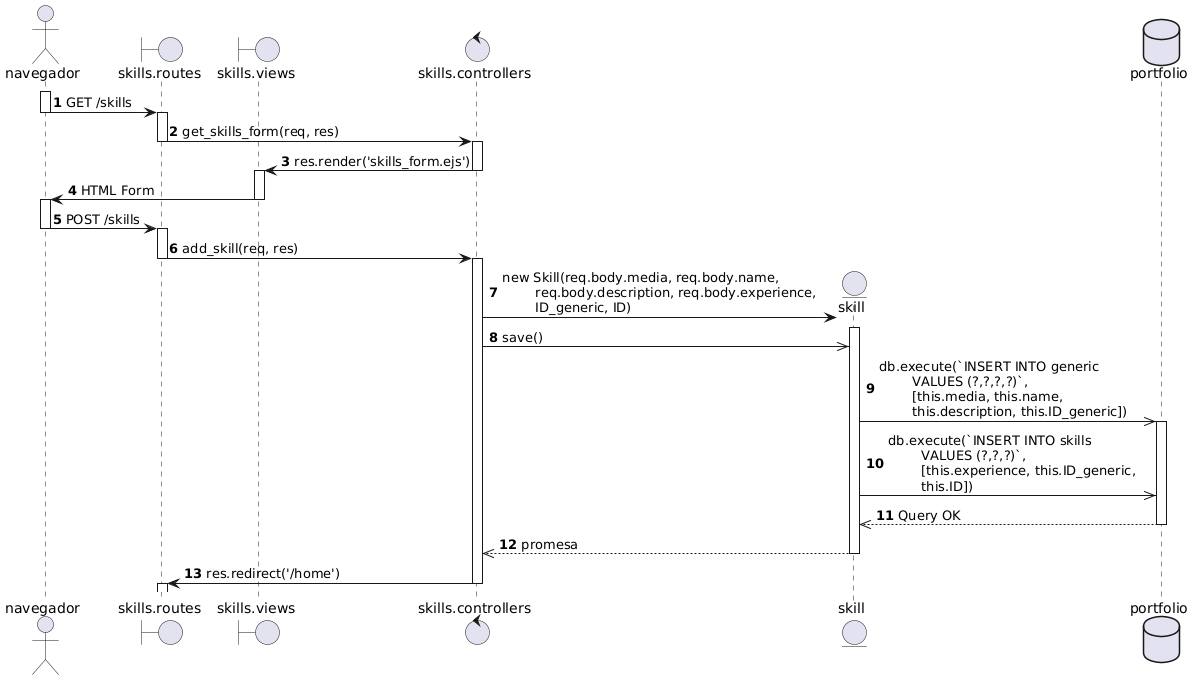 navegador
skills.routes
skills.views
skills.controllers
portfolio
1 GET /skills
2 get_skills_form(req, res)
3 res.render('skills_form.ejs')
4 HTML Form
5 POST /skills
6 add_skill(req, res)
new Skill(req.body.media, req.body.name,
7 req.body.description, req.body.experience,
ID_generic, ID)
skill
8 save()
db.execute(`INSERT INTO generic
VALUES (?,?,?,?)`,
9 [this.media, this.name,
this.description, this.ID_generic])
db.execute(`INSERT INTO skills
VALUES (?,?,?)`,
10 [this.experience, this.ID_generic,
this.ID])
11 Query OK
12 promesa
13 res.redirect('/home')
navegador
skills.routes
skills.views
skills.controllers
skill
portfolio